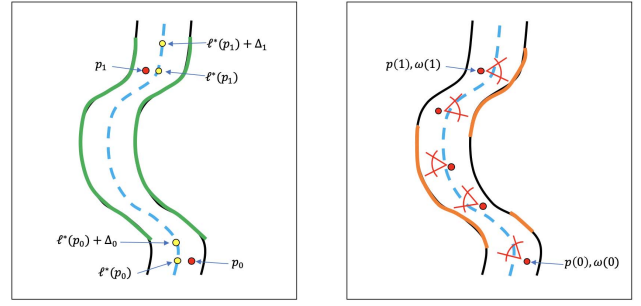 ℓ*(p₁) + Δ₁
p₁
ℓ*(p₁)
ℓ*(p₀) + Δ₀
ℓ*(p₀)
p₀
p(1), ω(1)
p(0), ω(0)